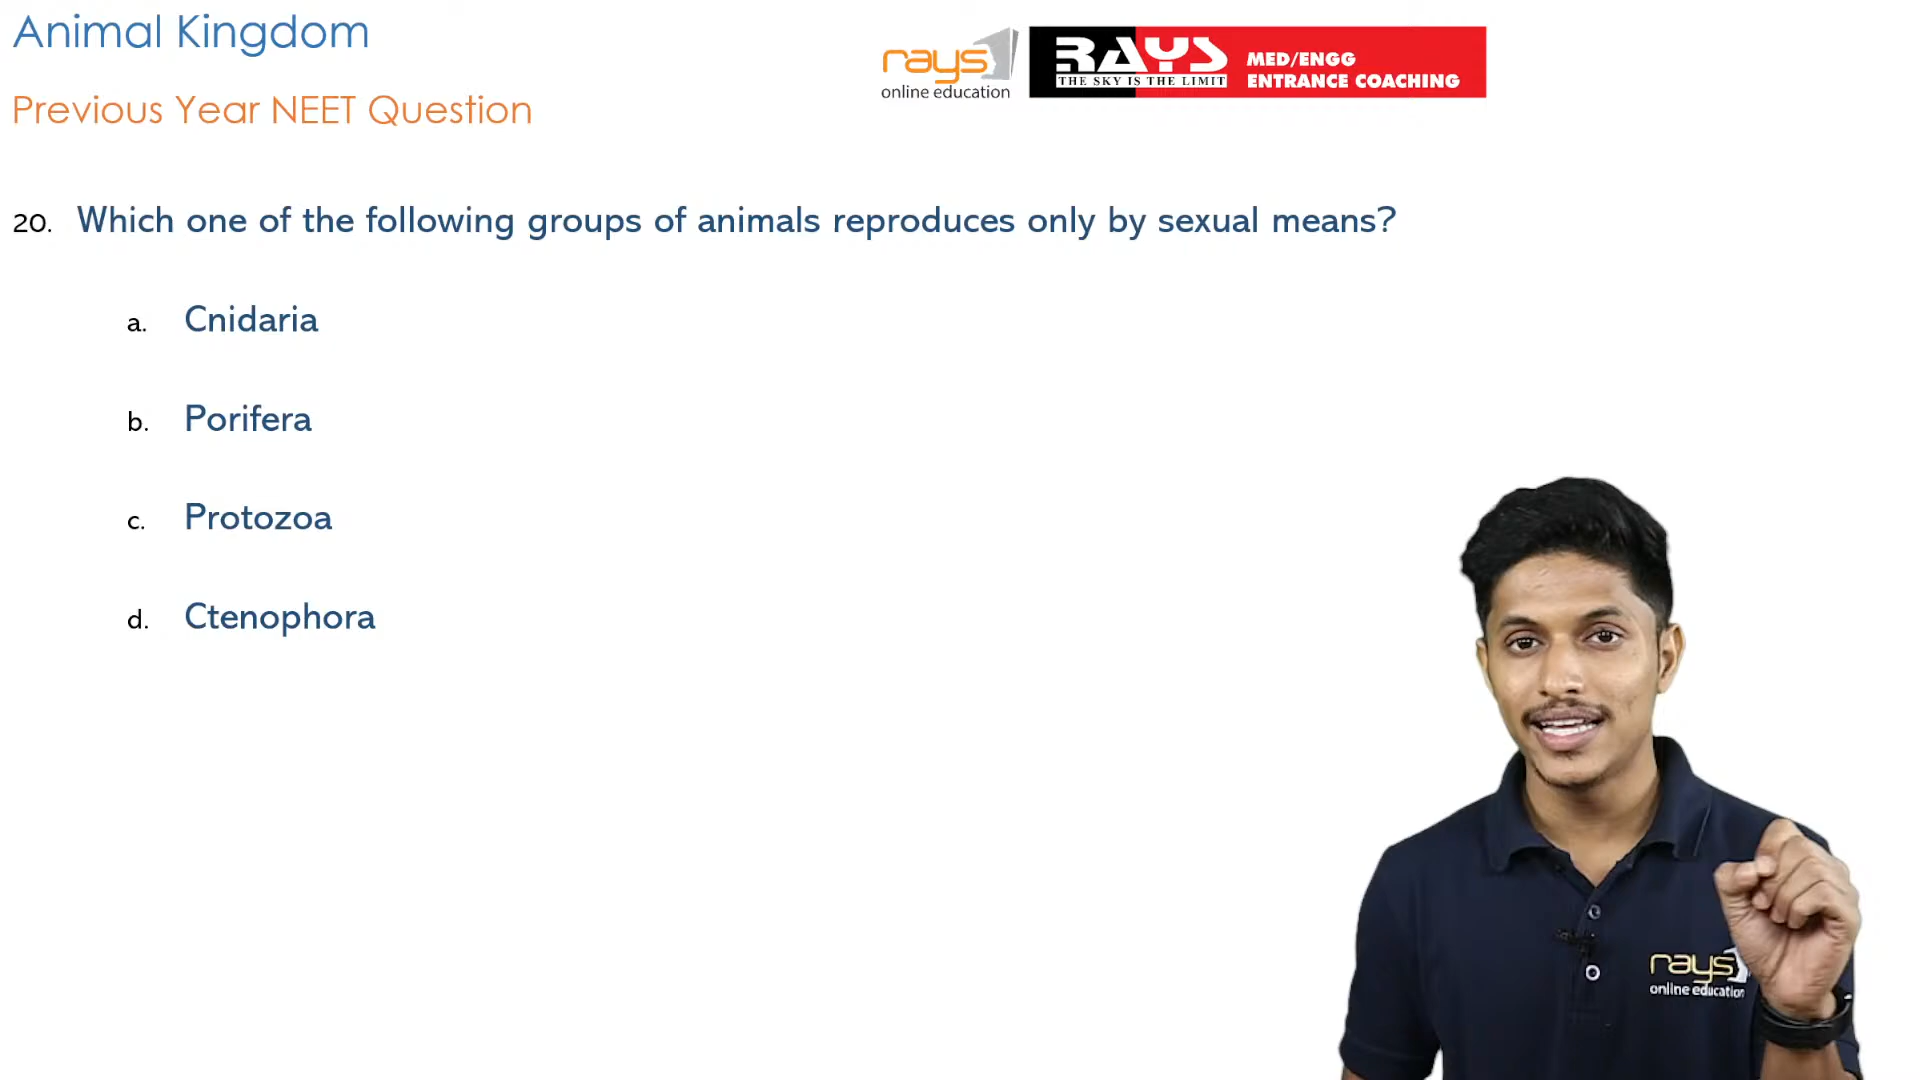 Animal Kingdom
rays
online education
RAYS
THE SKY IS THE LIMIT
MED/ENGG
ENTRANCE COACHING
Previous Year NEET Question
20. Which one of the following groups of animals reproduces only by sexual means?
a. Cnidaria
b. Porifera
c. Protozoa
d. Ctenophora
rays
online education